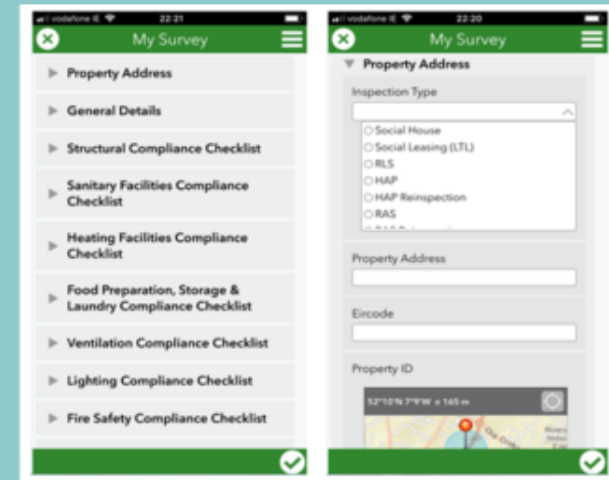 vodafone IE 22:21
My Survey
Property Address
General Details
Structural Compliance Checklist
Sanitary Facilities Compliance
Checklist
Heating Facilities Compliance
Checklist
Food Preparation, Storage &
Laundry Compliance Checklist
Ventilation Compliance Checklist
Lighting Compliance Checklist
Fire Safety Compliance Checklist
vodafone IE 22:20
My Survey
Property Address
Inspection Type
Social House
Social Leasing (LTL)
RLS
HAP
HAP Reinspection
RAS
Property Address
Eircode
Property ID
52°10'N 7°9'W ± 165 m